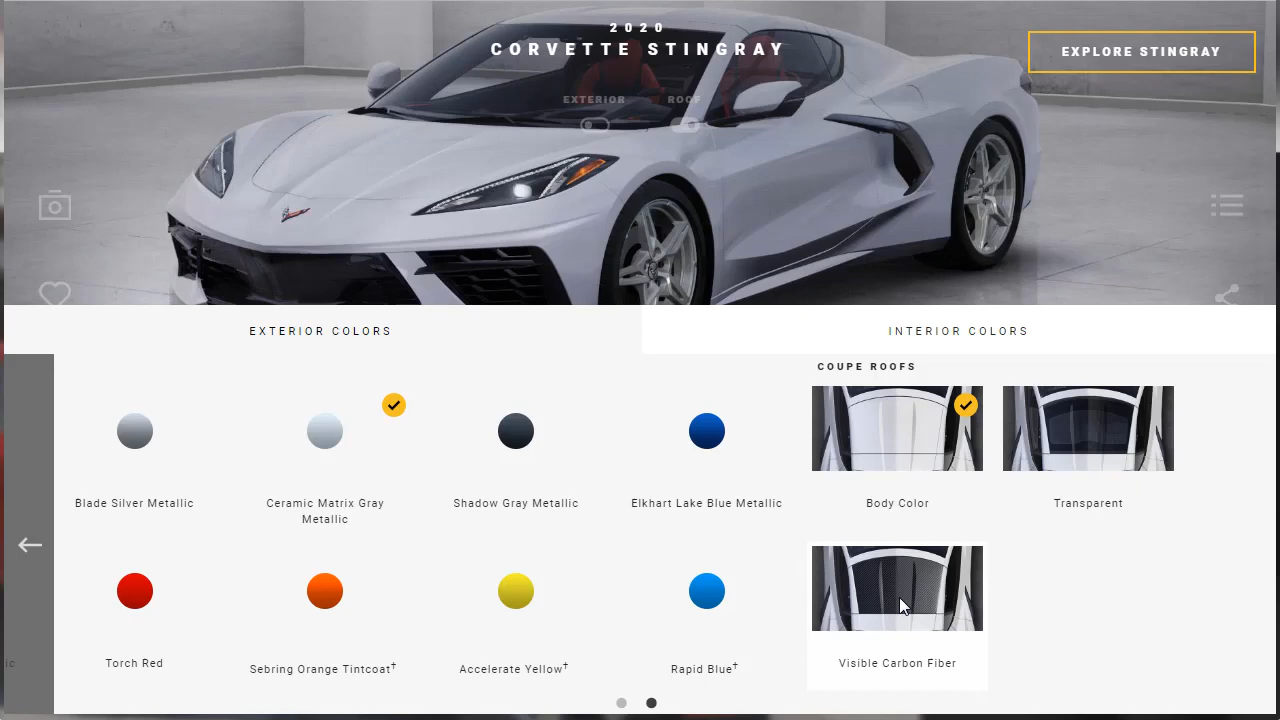 2020
CORVETTE STINGRAY
EXPLORE STINGRAY
EXTERIOR ROOF
EXTERIOR COLORS
INTERIOR COLORS
COUPE ROOFS
Blade Silver Metallic
Ceramic Matrix Gray
Metallic
Shadow Gray Metallic
Elkhart Lake Blue Metallic
Body Color
Transparent
ic
Torch Red
Sebring Orange Tintcoat†
Accelerate Yellow†
Rapid Blue†
Visible Carbon Fiber